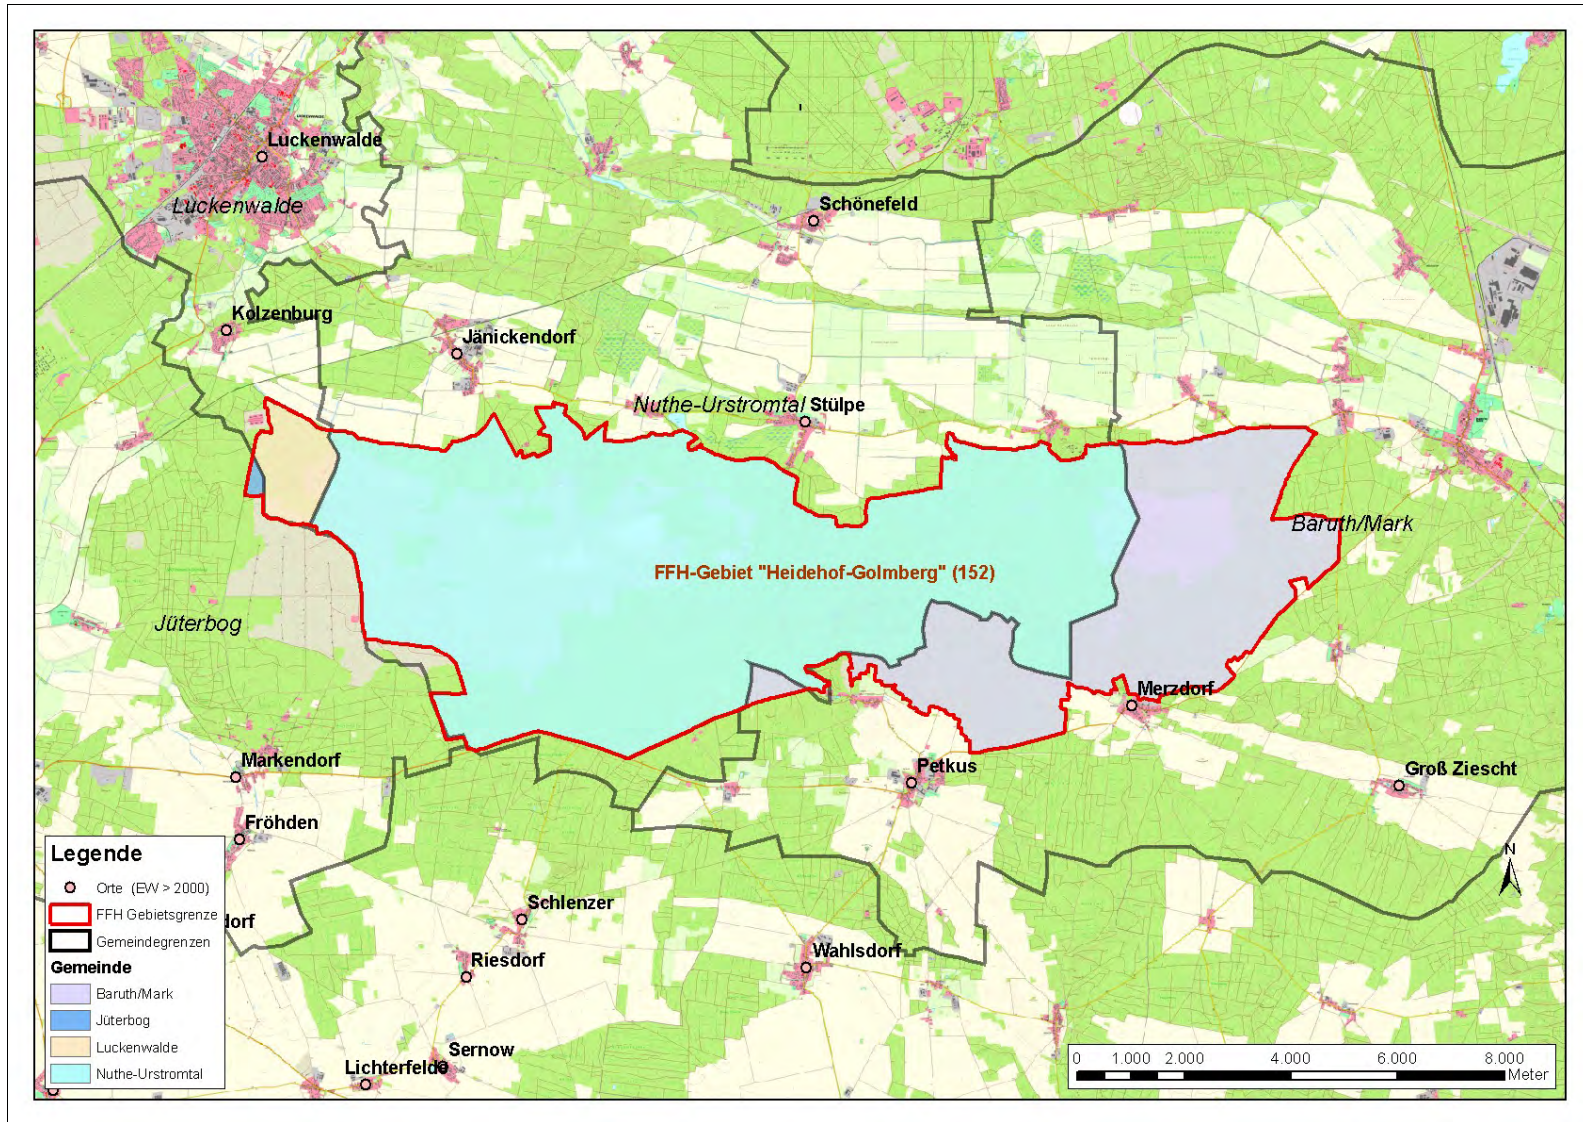 Luckenwalde
Luckenwalde
Schönefeld
Kolzenburg
Jänickendorf
Nuthe-Urstromtal
Stülpe
Baruth/Mark
FFH-Gebiet "Heidehof-Golmberg" (152)
Jüterbog
Merzdorf
Markendorf
Petkus
Groß Ziescht
Fröhden
Schlenzer
dorf
Riesdorf
Wahlsdorf
Sernow
Lichterfelde
Legende
Orte (EW > 2000)
FFH Gebietsgrenze
Gemeindegrenzen
Gemeinde
Baruth/Mark
Jüterbog
Luckenwalde
Nuthe-Urstromtal
N
0 1.000 2.000 4.000 6.000 8.000
Meter